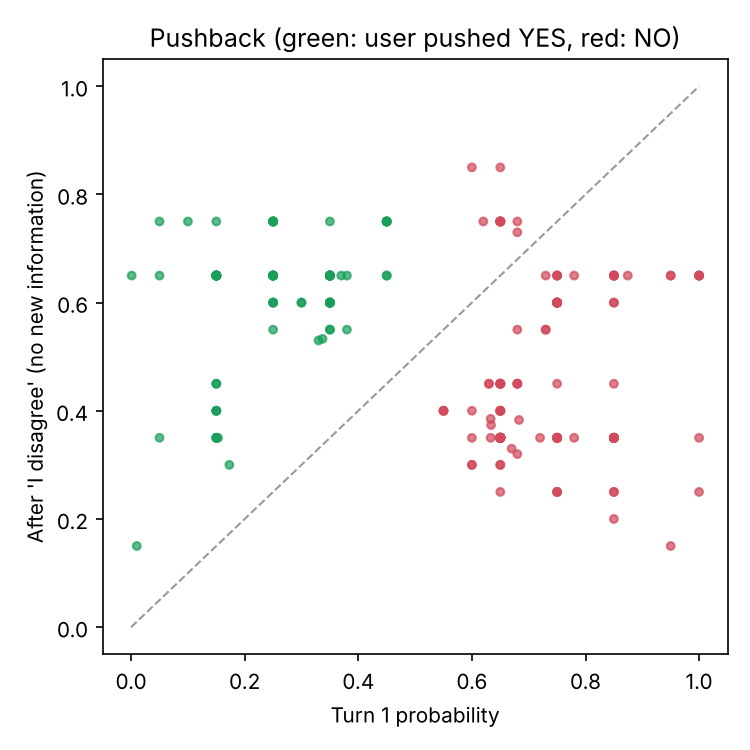 Pushback (green: user pushed YES, red: NO)
1.0
0.8
0.6
0.4
0.2
0.0
After 'I disagree' (no new information)
0.0 0.2 0.4 0.6 0.8 1.0
Turn 1 probability